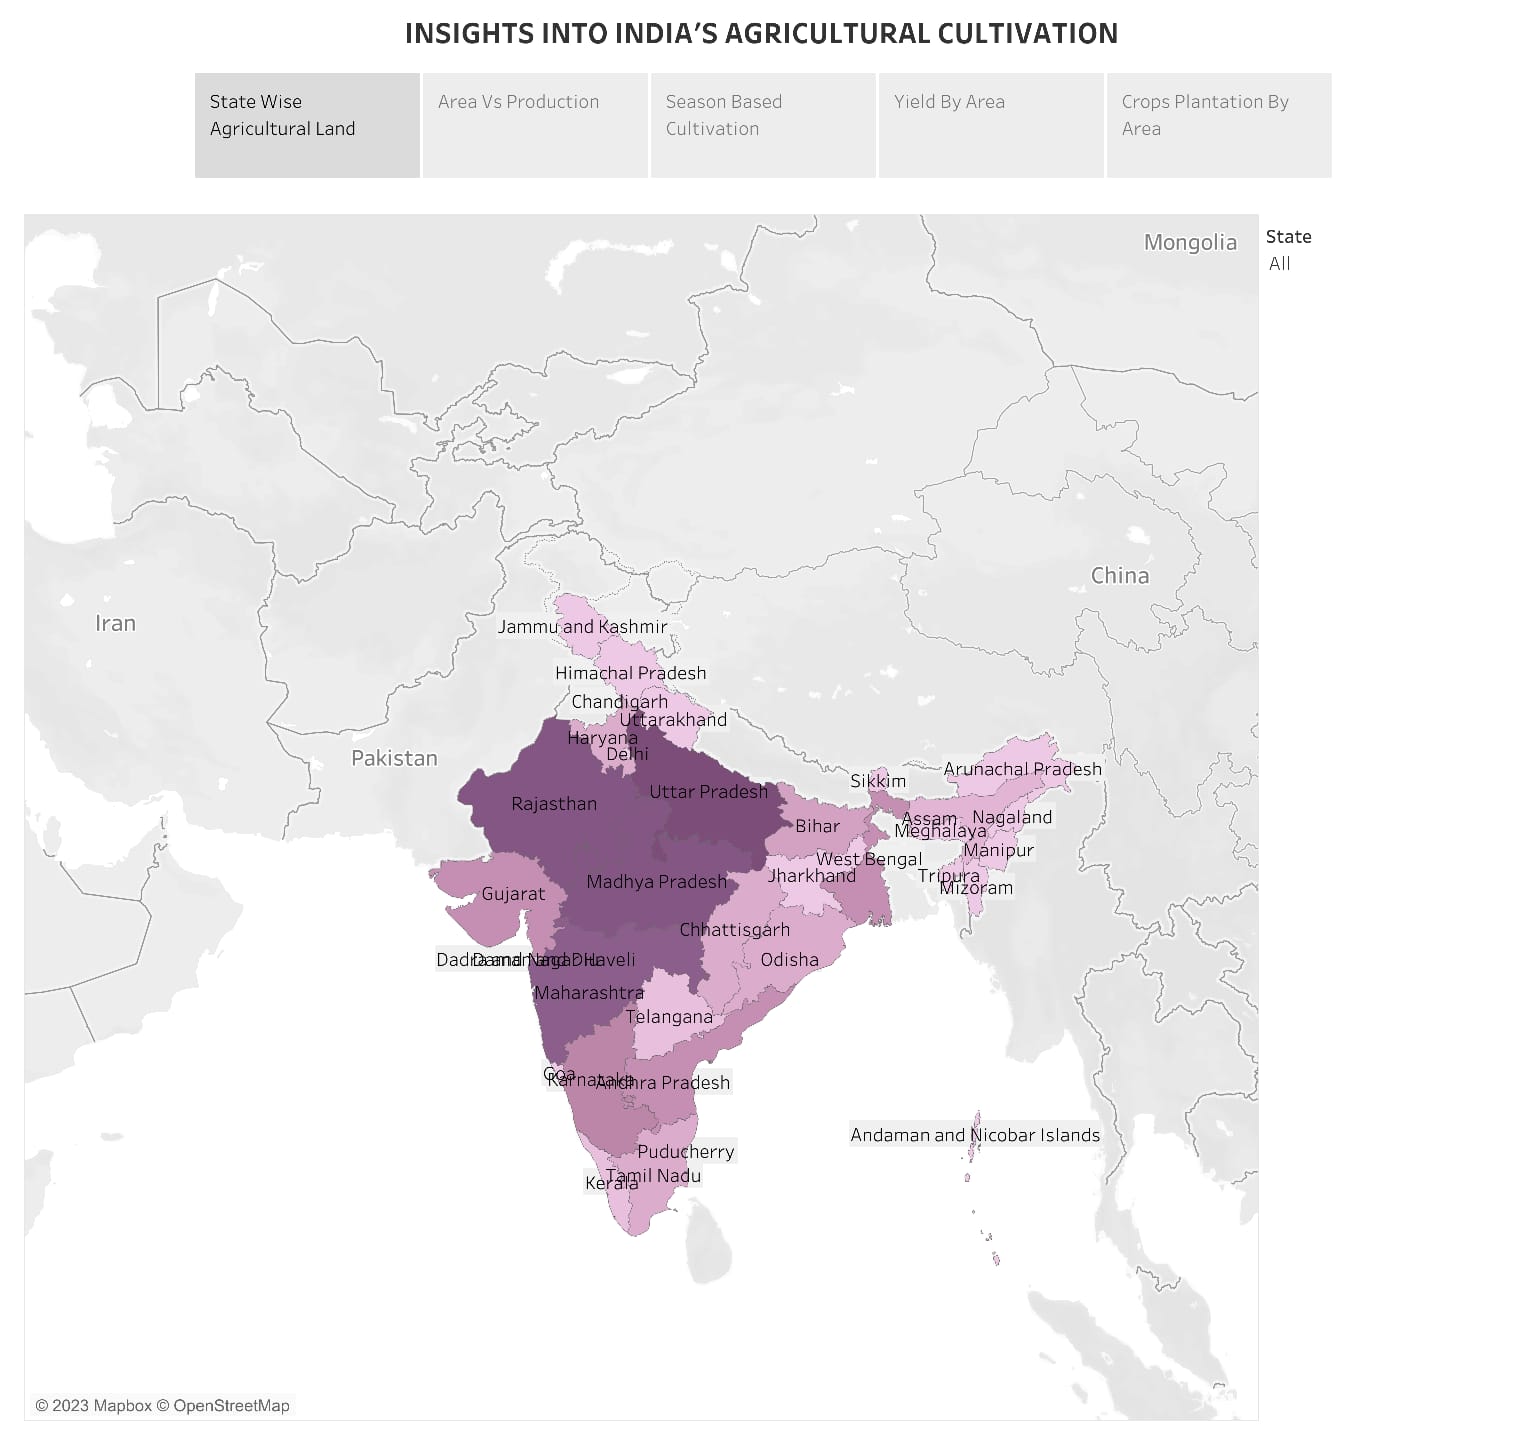 INSIGHTS INTO INDIA’S AGRICULTURAL CULTIVATION
State Wise
Agricultural Land
Area Vs Production
Season Based
Cultivation
Yield By Area
Crops Plantation By
Area
State
All
Mongolia
China
Iran
Jammu and Kashmir
Himachal Pradesh
Chandigarh
Uttarakhand
Haryana
Delhi
Pakistan
Arunachal Pradesh
Sikkim
Uttar Pradesh
Rajasthan
Assam
Nagaland
Bihar
Meghalaya
Manipur
West Bengal
Jharkhand
Tripura
Mizoram
Madhya Pradesh
Gujarat
Chhattisgarh
Odisha
Dadra and Nagar Haveli
Daman and Diu
Maharashtra
Telangana
Goa
Karnataka
Andhra Pradesh
Andaman and Nicobar Islands
Puducherry
Tamil Nadu
Kerala
© 2023 Mapbox © OpenStreetMap